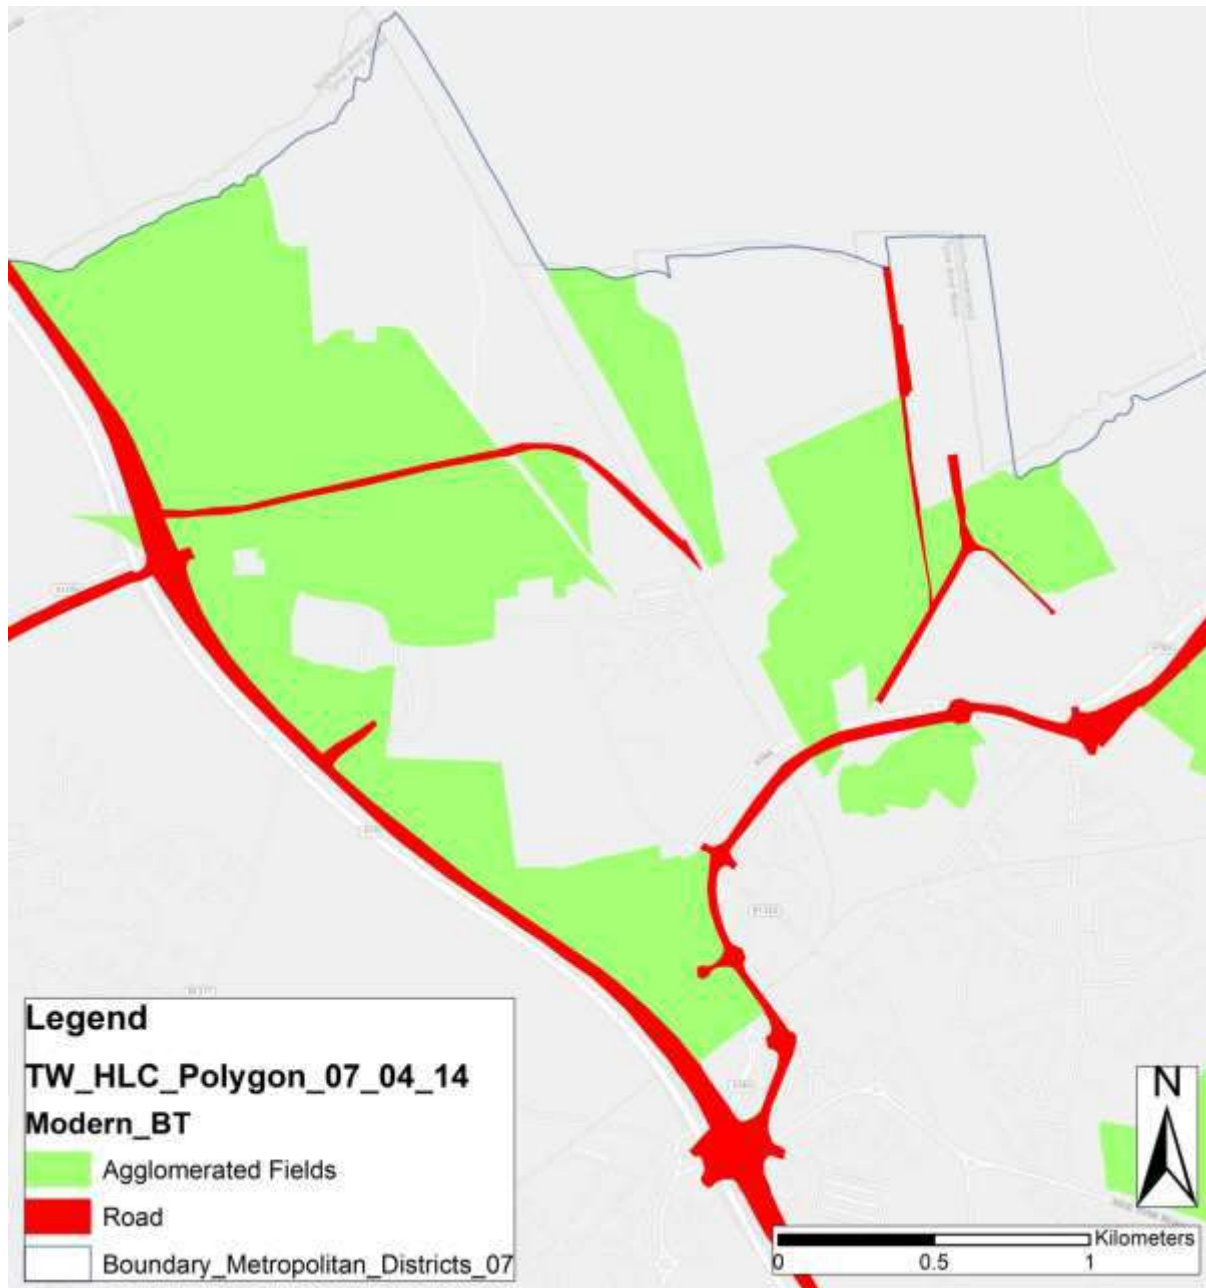 Legend
TW_HLC_Polygon_07_04_14
Modern_BT
Agglomerated Fields
Road
Boundary_Metropolitan_Districts_07
N
Kilometers
0 0.5 1